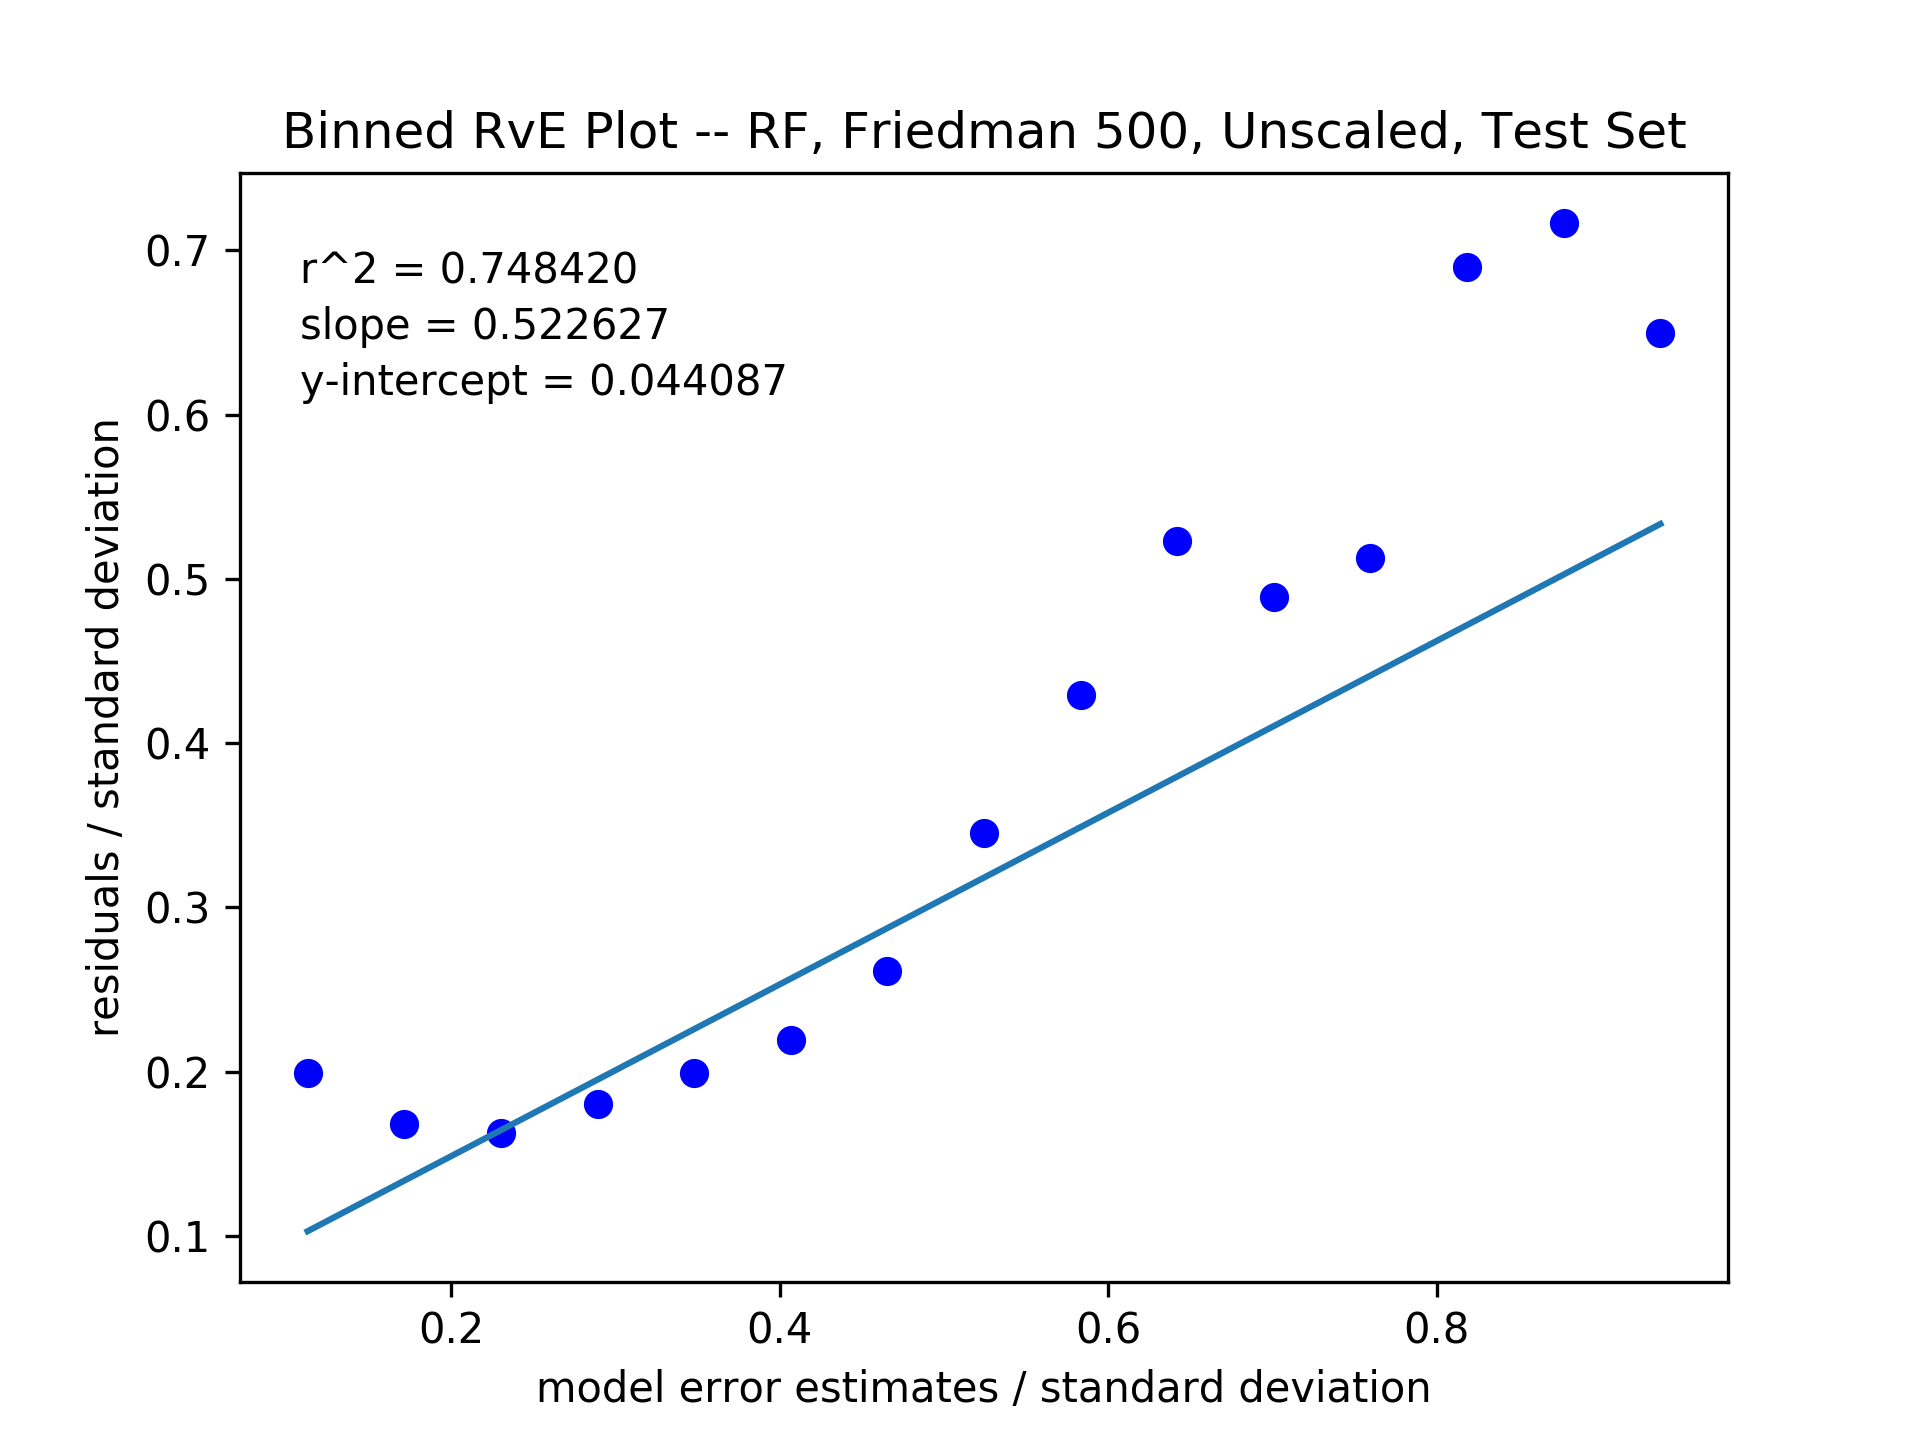 Binned RvE Plot -- RF, Friedman 500, Unscaled, Test Set
r^2 = 0.748420
slope = 0.522627
y-intercept = 0.044087
residuals / standard deviation
0.7
0.6
0.5
0.4
0.3
0.2
0.1
0.2 0.4 0.6 0.8
model error estimates / standard deviation